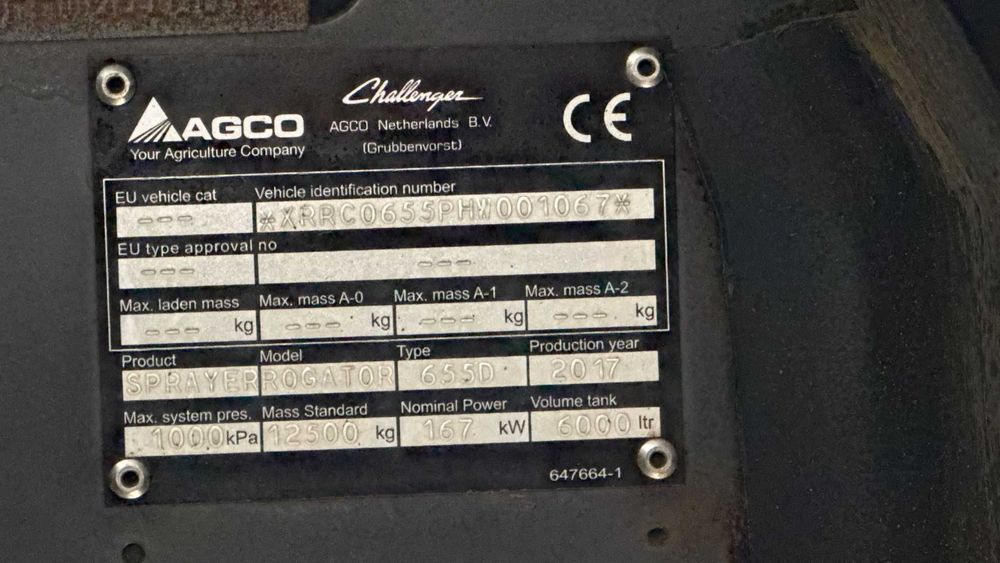 Challenger
AGCO
Your Agriculture Company
AGCO Netherlands B.V.
(Grubbenvorst)
CE
EU vehicle cat Vehicle identification number
--- *XRRC0655PHW001067*
EU type approval no
--- ---
Max. laden mass Max. mass A-0 Max. mass A-1 Max. mass A-2
--- kg --- kg --- kg --- kg
Product Model Type Production year
SPRAYER ROGATOR 655D 2017
Max. system pres. Mass Standard Nominal Power Volume tank
1000 kPa 12500 kg 167 kW 6000 ltr
647664-1